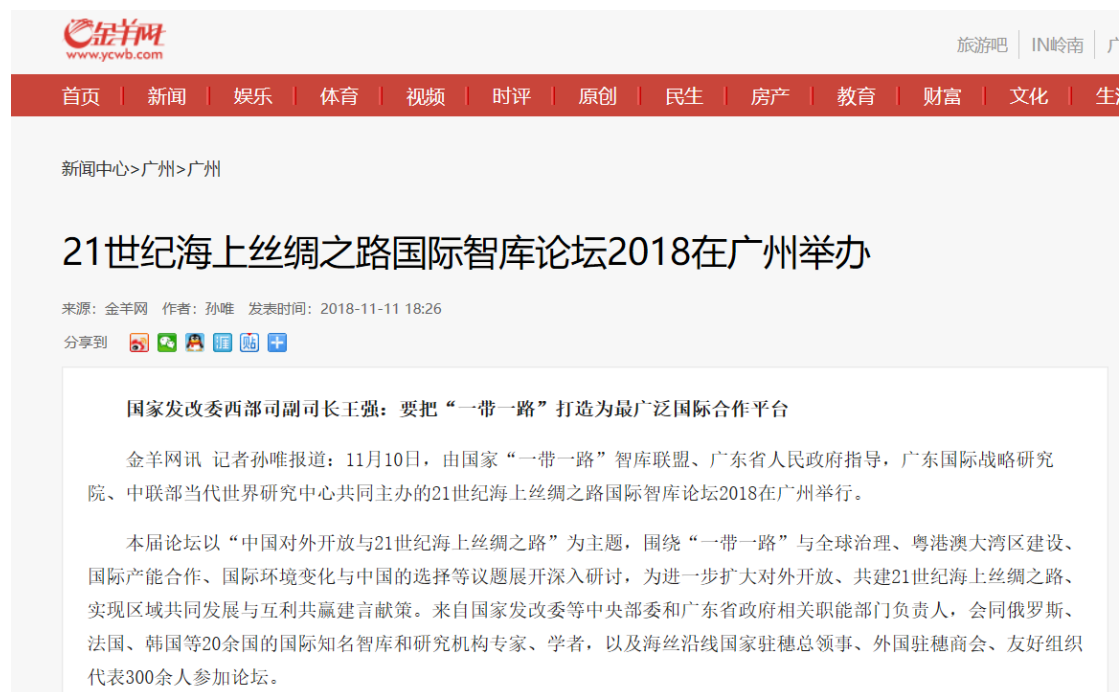 金羊网
www.ycwb.com
旅游吧 IN岭南
首页 新闻 娱乐 体育 视频 时评 原创 民生 房产 教育 财富 文化
新闻中心>广州>广州
21世纪海上丝绸之路国际智库论坛2018在广州举办
来源：金羊网 作者：孙唯 发表时间：2018-11-11 18:26
分享到
国家发改委西部司副司长王强：要把“一带一路”打造为最广泛国际合作平台
金羊网讯 记者孙唯报道：11月10日，由国家“一带一路”智库联盟、广东省人民政府指导，广东国际战略研究
院、中联部当代世界研究中心共同主办的21世纪海上丝绸之路国际智库论坛2018在广州举行。
本届论坛以“中国对外开放与21世纪海上丝绸之路”为主题，围绕“一带一路”与全球治理、粤港澳大湾区建设、
国际产能合作、国际环境变化与中国的选择等议题展开深入研讨，为进一步扩大对外开放、共建21世纪海上丝绸之路、
实现区域共同发展与互利共赢建言献策。来自国家发改委等中央部委和广东省政府相关职能部门负责人，会同俄罗斯、
法国、韩国等20余国的国际知名智库和研究机构专家、学者，以及海丝沿线国家驻穗总领事、外国驻穗商会、友好组织
代表300余人参加论坛。